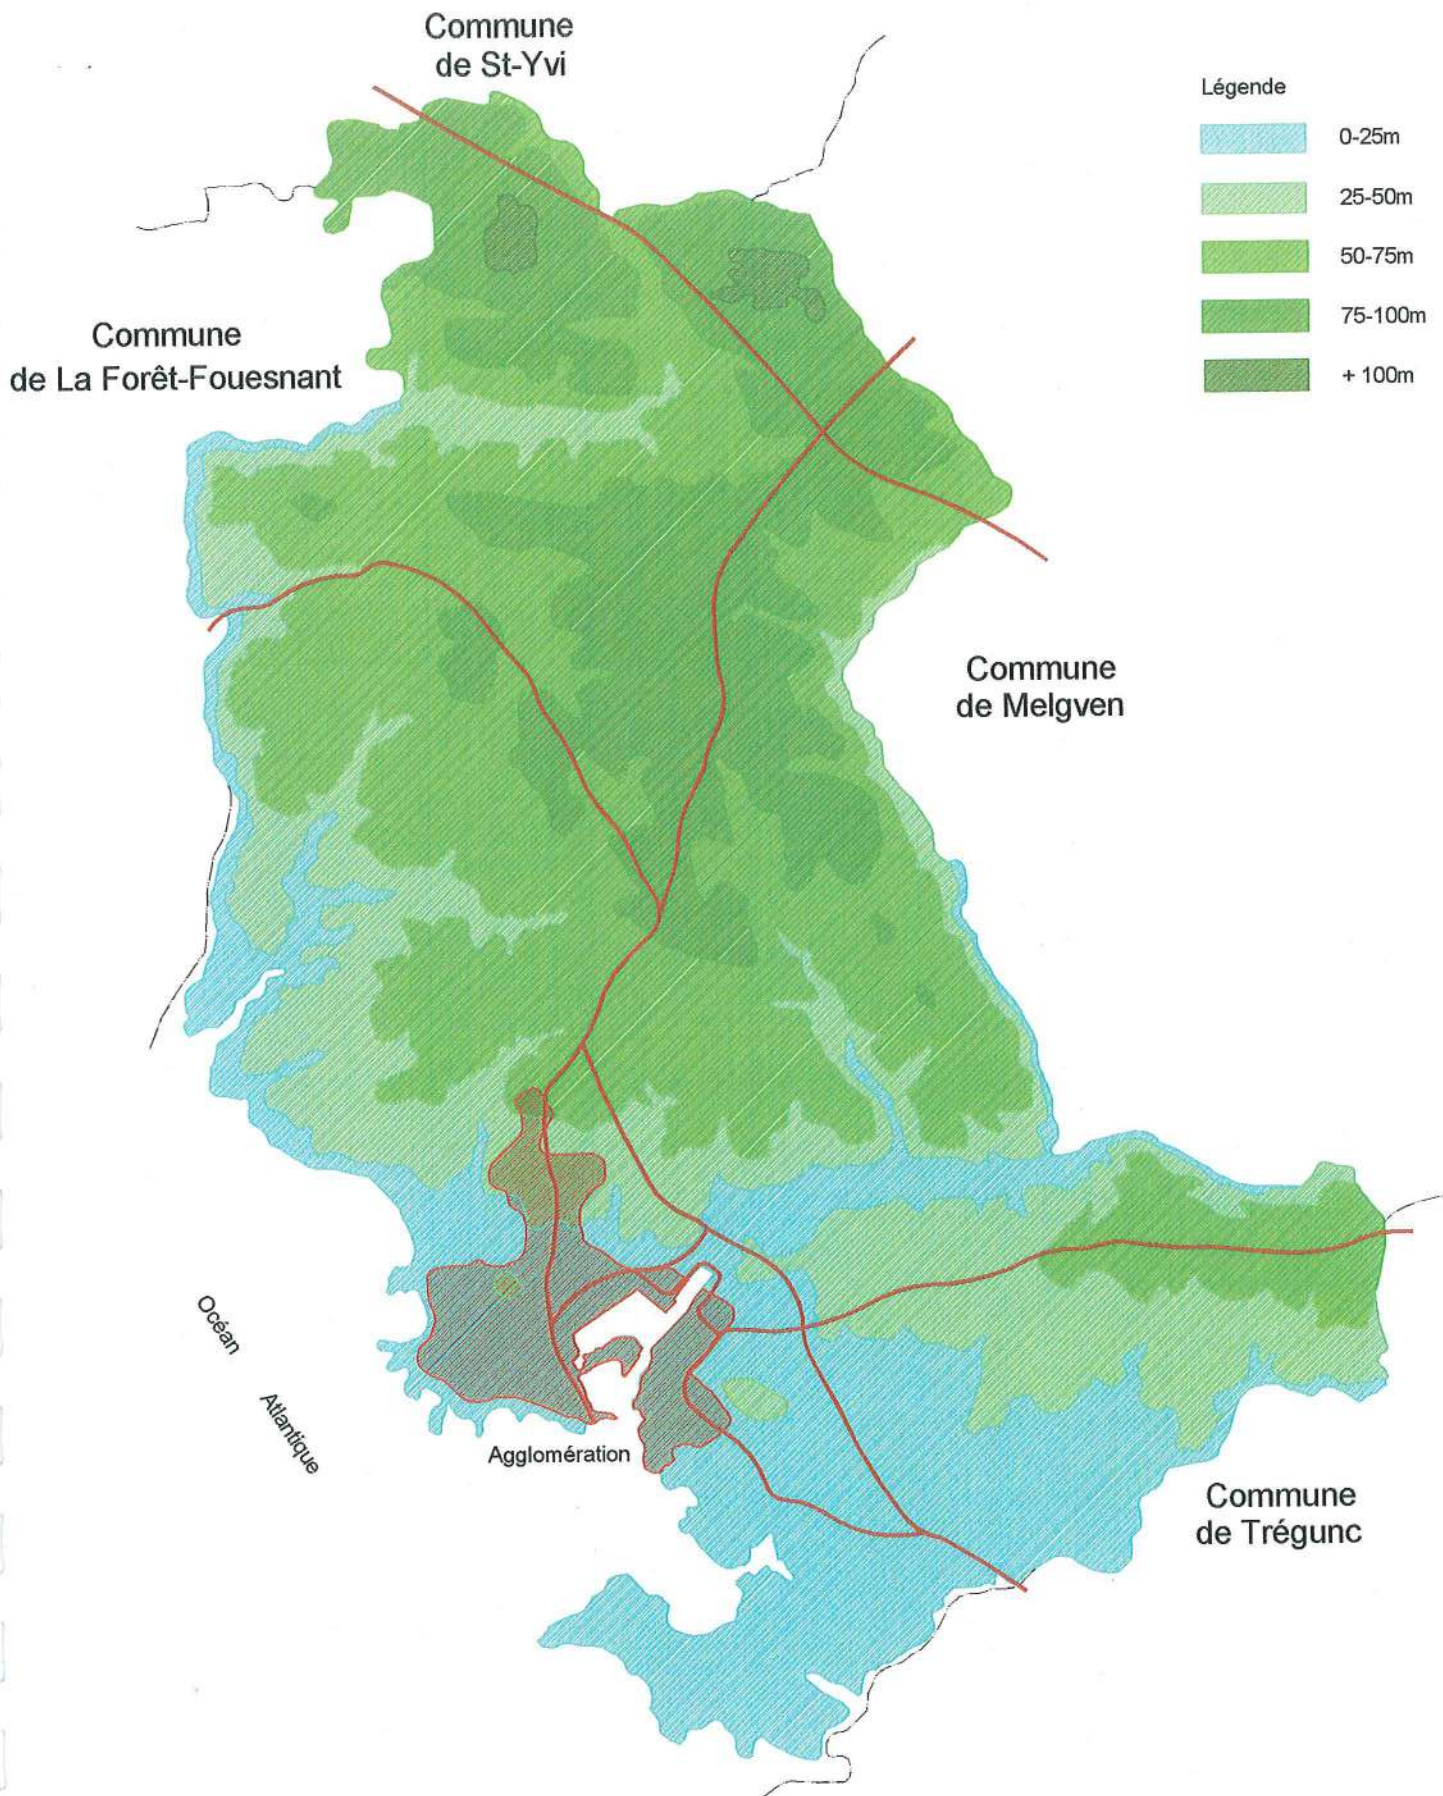 Commune
de St-Yvi
Légende
0-25m
25-50m
50-75m
75-100m
+ 100m
Commune
de La Forêt-Fouesnant
Commune
de Melgven
Océan
Atlantique
Agglomération
Commune
de Trégunc